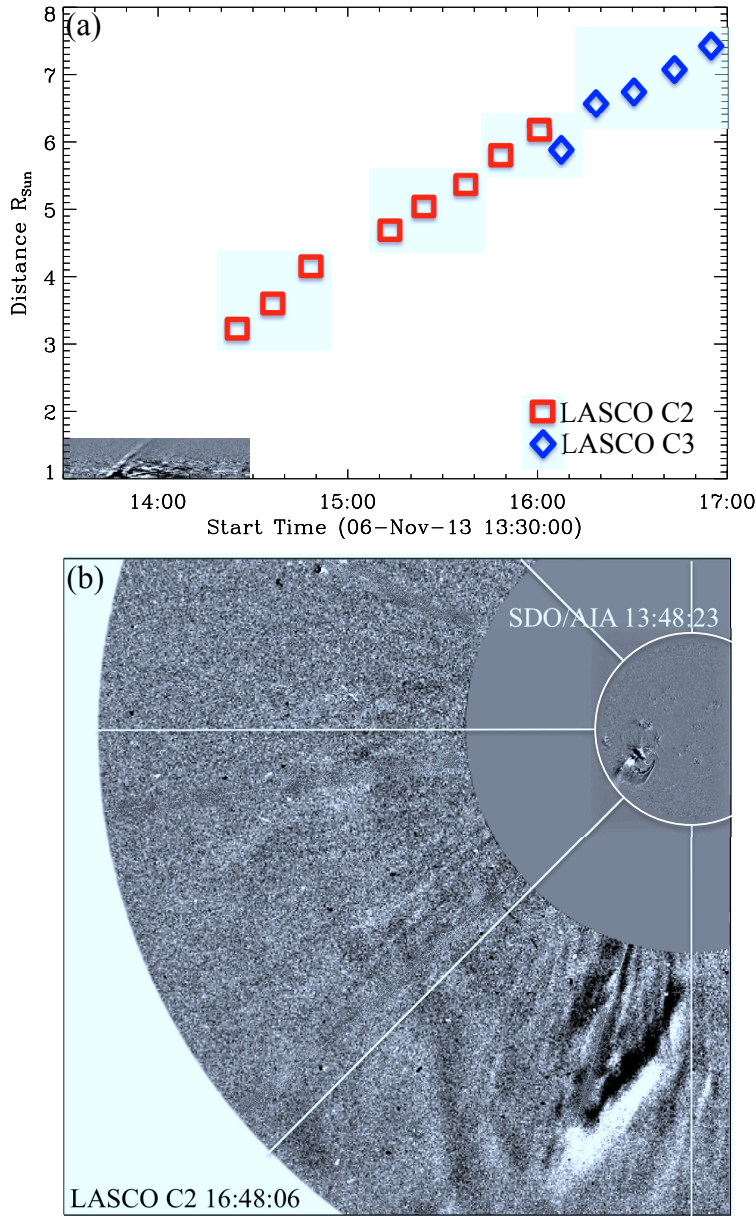 (a)
8
7
6
5
4
3
2
1
Distance R_Sun
LASCO C2
LASCO C3
14:00 15:00 16:00 17:00
Start Time (06-Nov-13 13:30:00)
(b)
SDO/AIA 13:48:23
LASCO C2 16:48:06